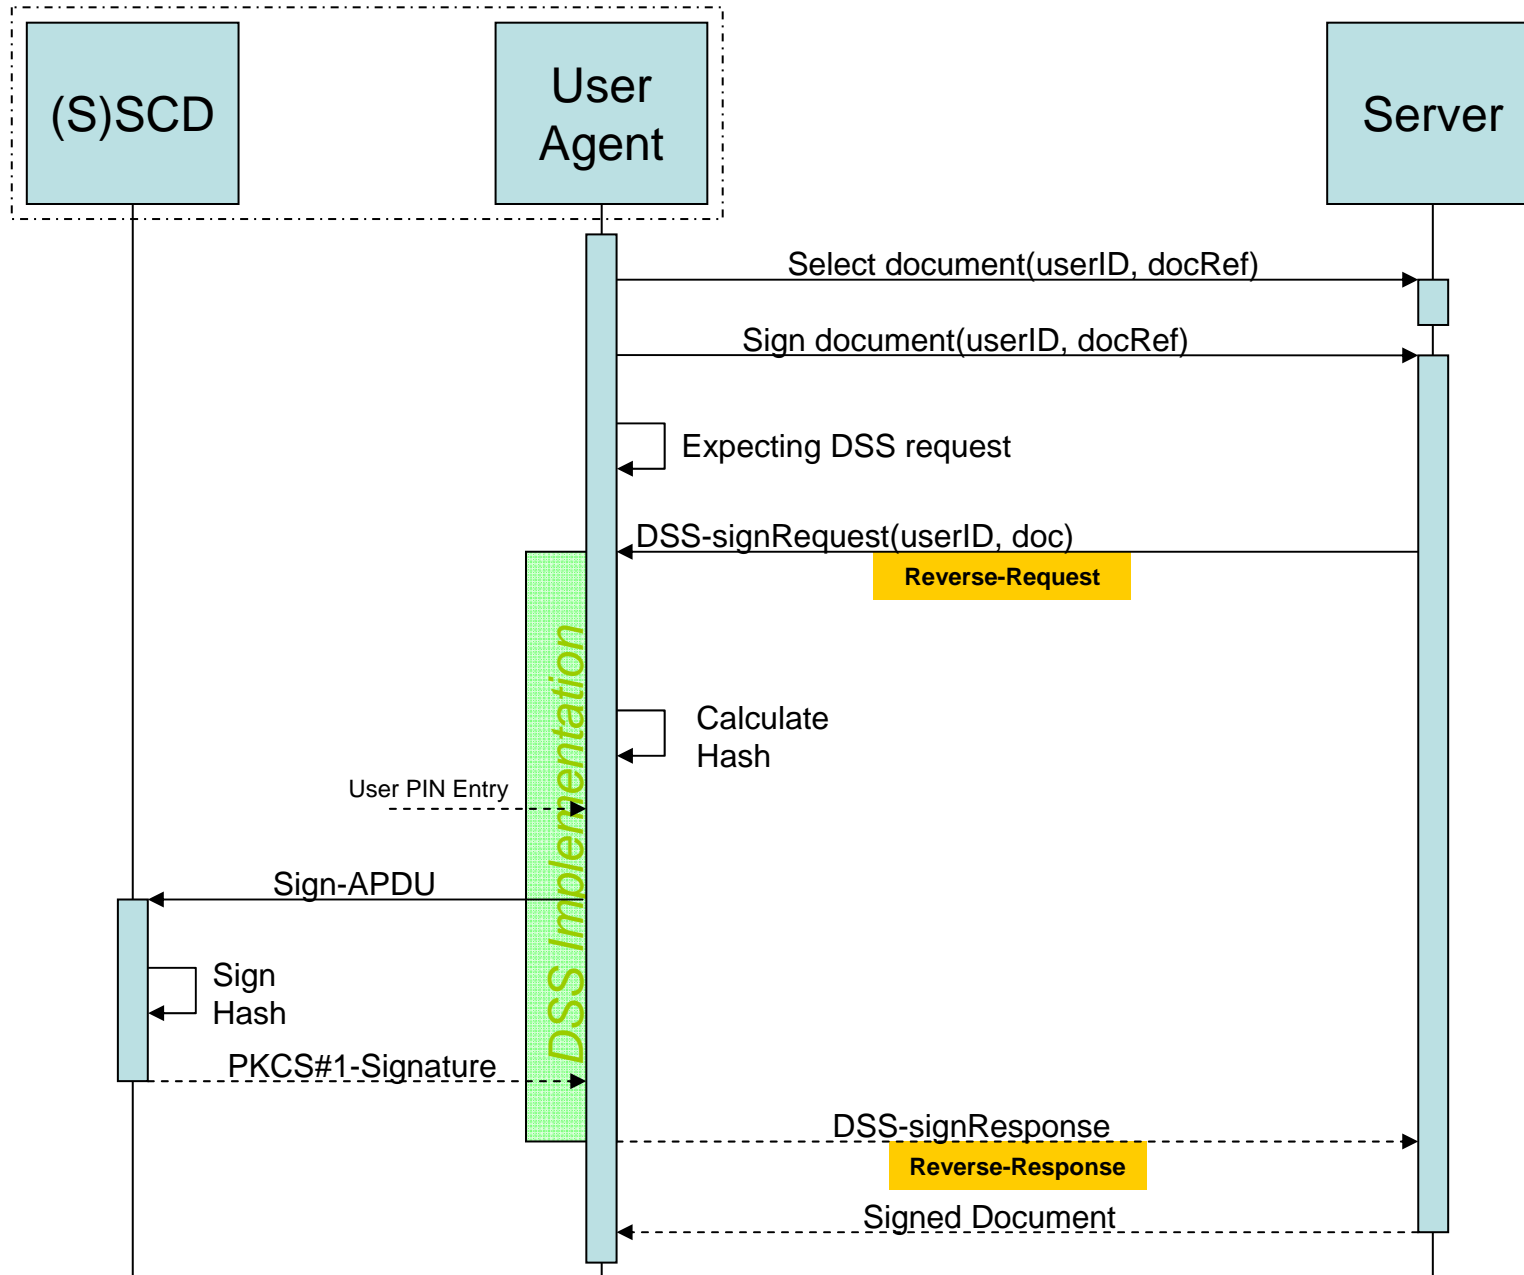 (S)SCD
User
Agent
Server
Select document(userID, docRef)
Sign document(userID, docRef)
Expecting DSS request
DSS-signRequest(userID, doc)
Reverse-Request
DSS Implementation
Calculate
Hash
User PIN Entry
Sign-APDU
Sign
Hash
PKCS#1-Signature
DSS-signResponse
Reverse-Response
Signed Document